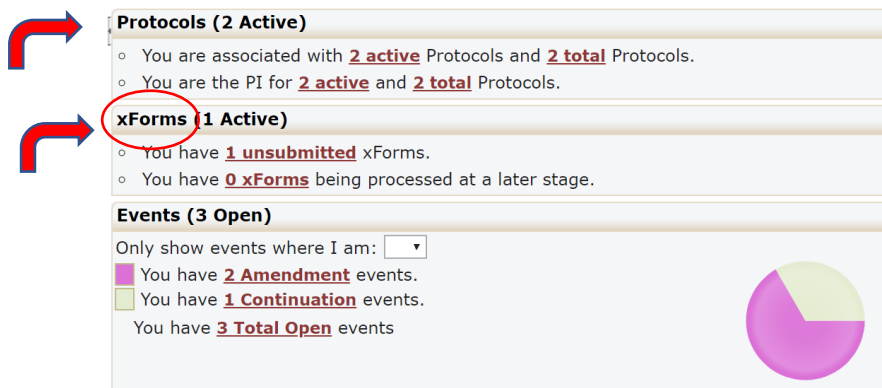 Protocols (2 Active)
You are associated with 2 active Protocols and 2 total Protocols.
You are the PI for 2 active and 2 total Protocols.
xForms (1 Active)
You have 1 unsubmitted xForms.
You have 0 xForms being processed at a later stage.
Events (3 Open)
Only show events where I am:
You have 2 Amendment events.
You have 1 Continuation events.
You have 3 Total Open events